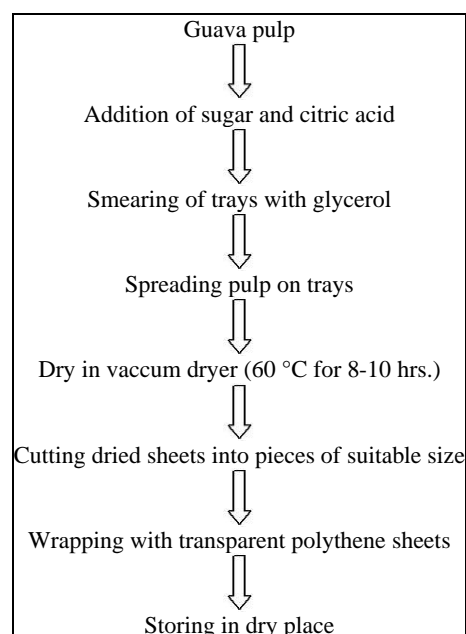 Guava pulp
Addition of sugar and citric acid
Smearing of trays with glycerol
Spreading pulp on trays
Dry in vaccum dryer (60 °C for 8-10 hrs.)
Cutting dried sheets into pieces of suitable size
Wrapping with transparent polythene sheets
Storing in dry place